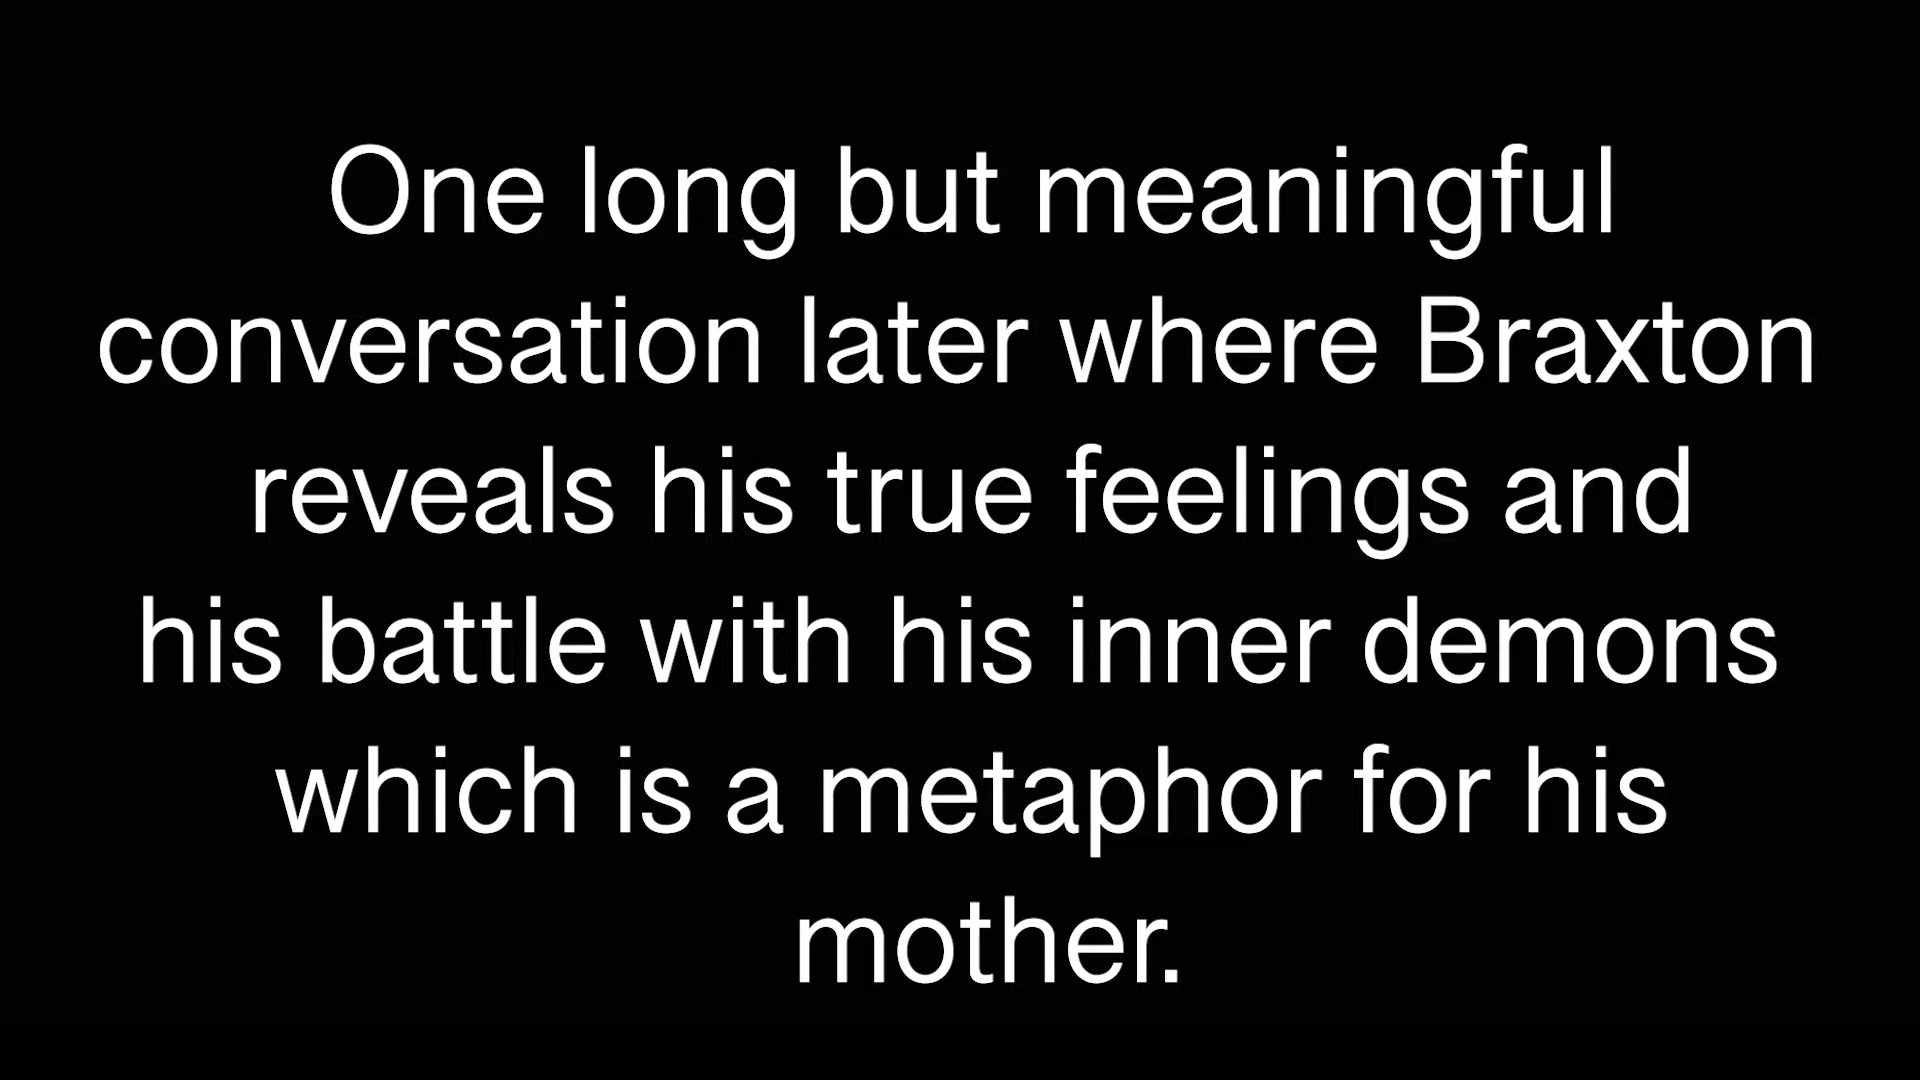 One long but meaningful
conversation later where Braxton
reveals his true feelings and
his battle with his inner demons
which is a metaphor for his
mother.